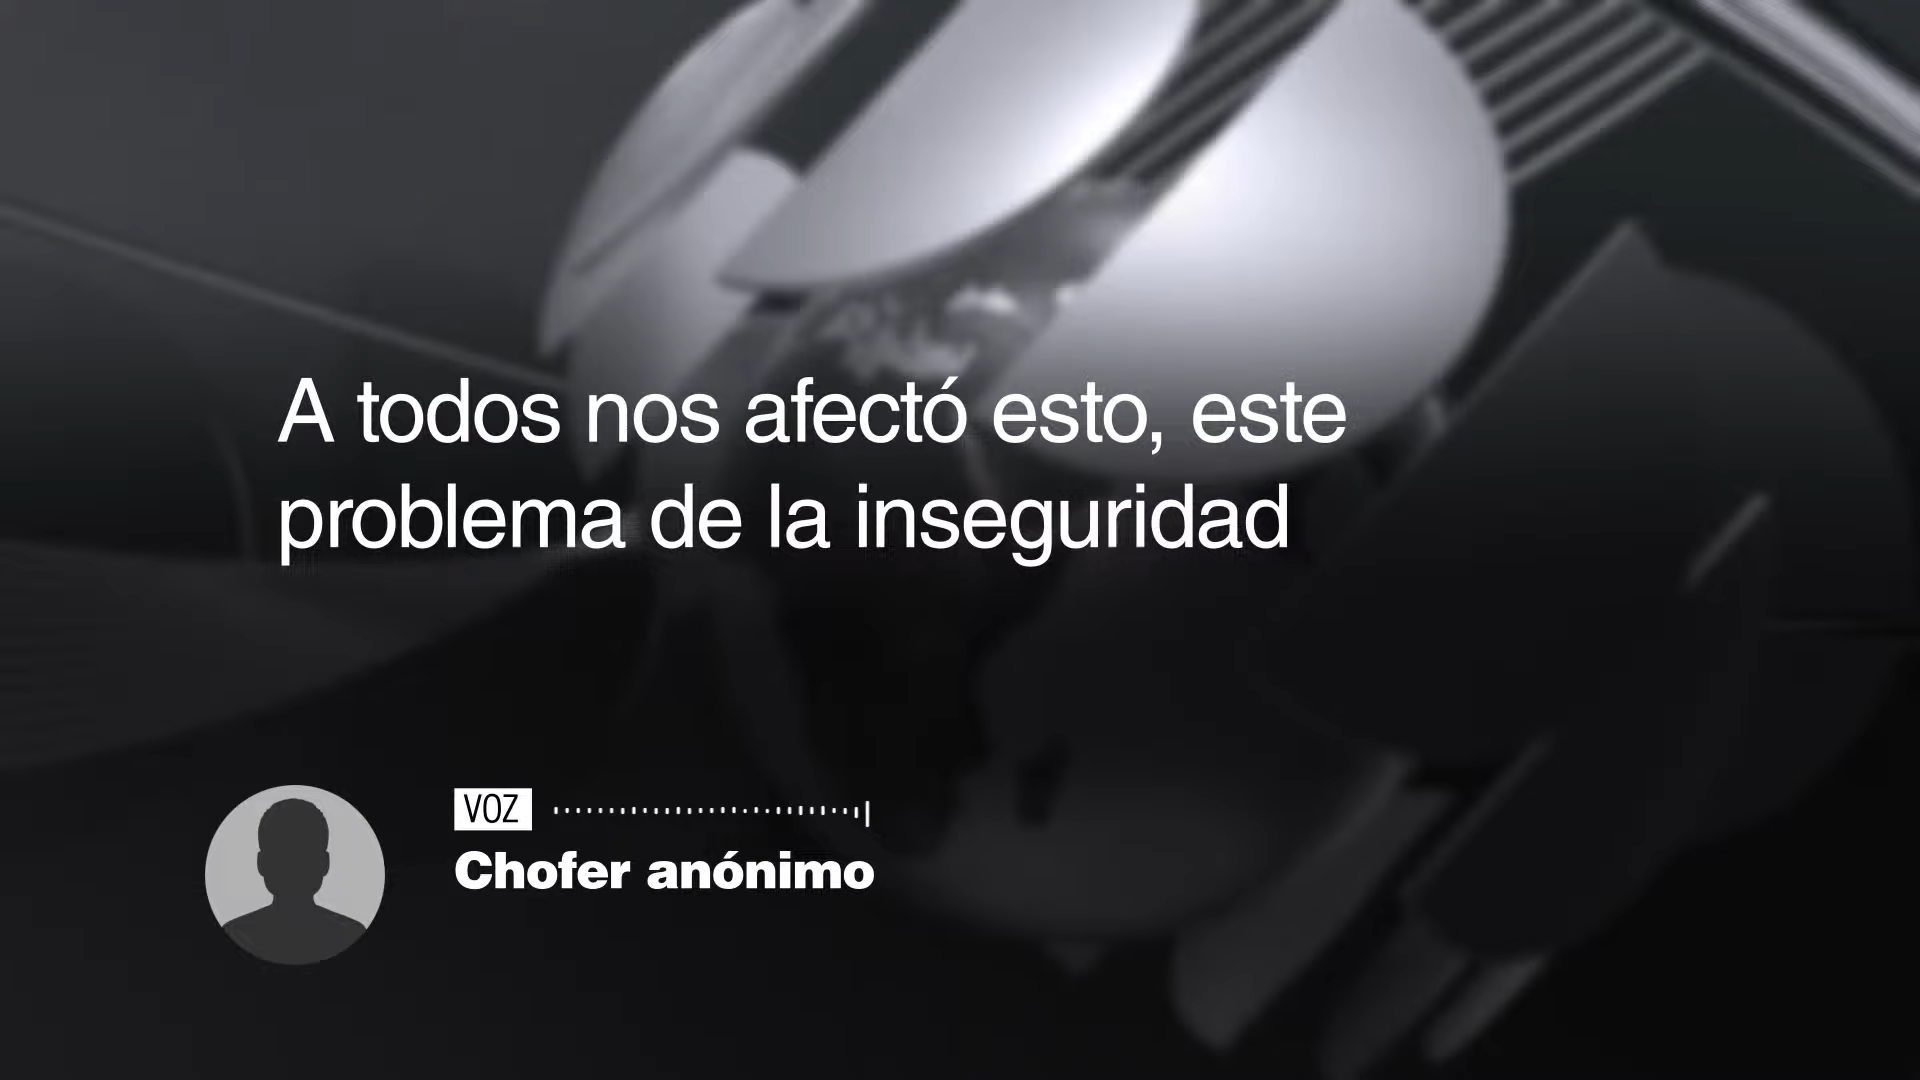 A todos nos afectó esto, este
problema de la inseguridad
VOZ
Chofer anónimo